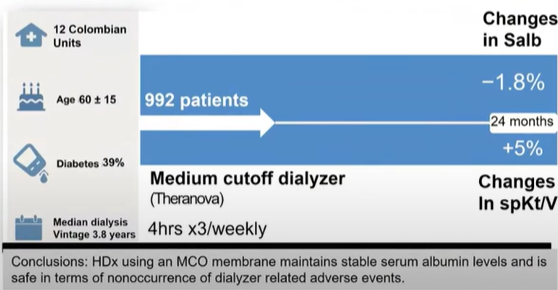 12 Colombian
Units
Age 60 ± 15
Diabetes 39%
Median dialysis
Vintage 3.8 years
992 patients
Medium cutoff dialyzer
(Theranova)
4hrs x3/weekly
Changes
in Salb
−1.8%
24 months
+5%
Changes
In spKt/V
Conclusions: HDx using an MCO membrane maintains stable serum albumin levels and is
safe in terms of nonoccurrence of dialyzer related adverse events.